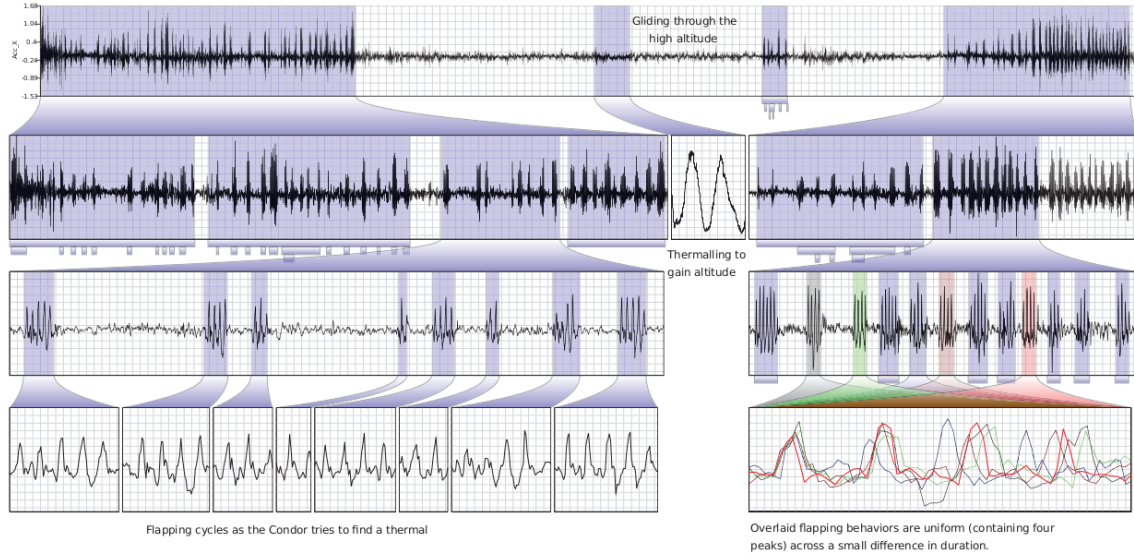 1.68
1.04
0.4
-0.24
-0.89
-1.53
Acc_X
Gliding through the
high altitude
Thermalling to
gain altitude
Flapping cycles as the Condor tries to find a thermal
Overlaid flapping behaviors are uniform (containing four
peaks) across a small difference in duration.